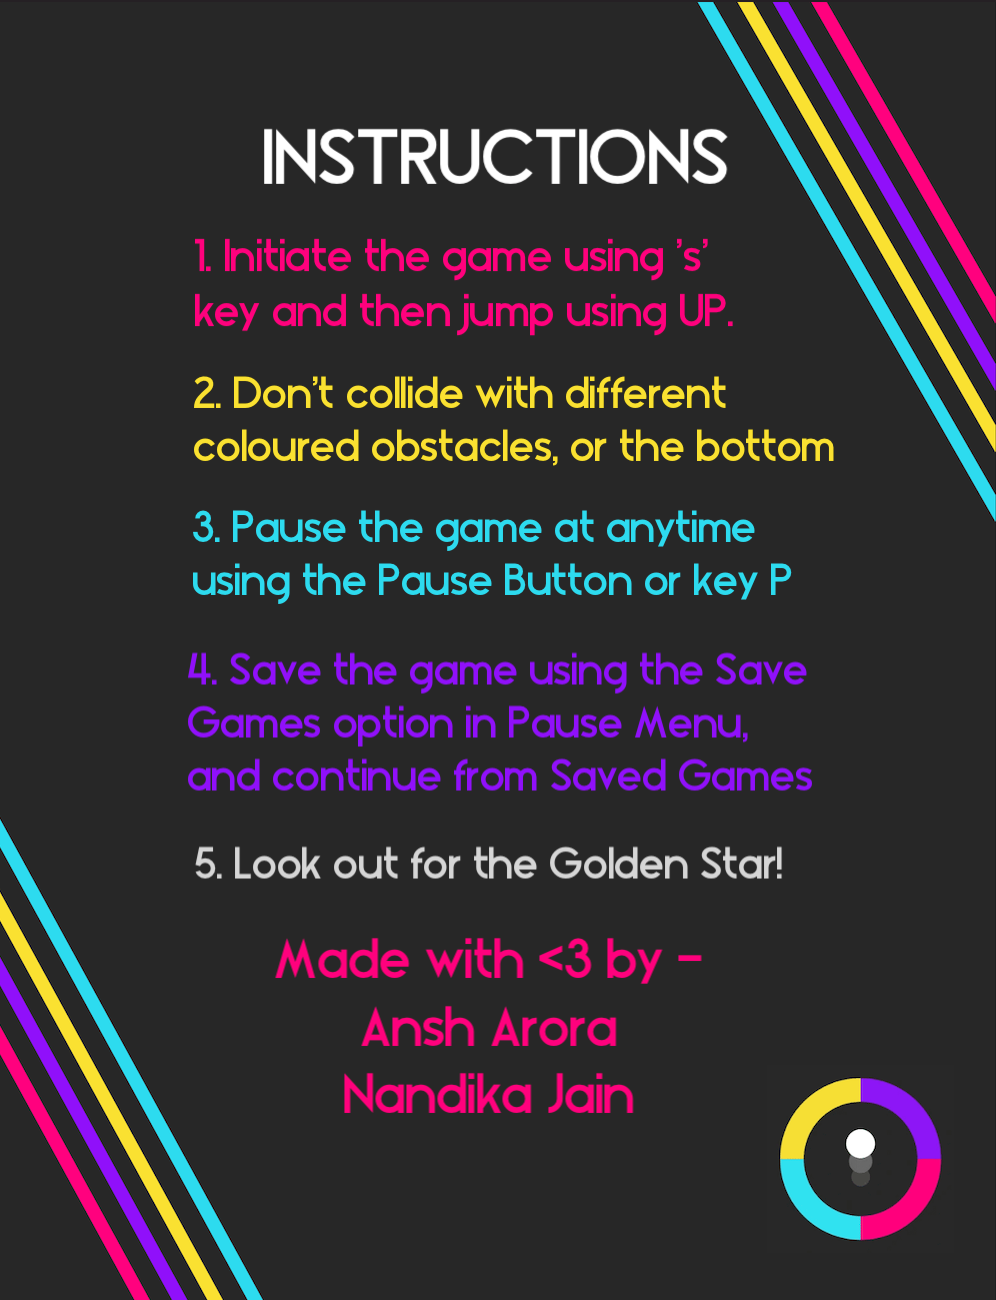 INSTRUCTIONS
1. Initiate the game using 's'
key and then jump using UP.
2. Don't collide with different
coloured obstacles, or the bottom
3. Pause the game at anytime
using the Pause Button or key P
4. Save the game using the Save
Games option in Pause Menu,
and continue from Saved Games
5. Look out for the Golden Star!
Made with <3 by -
Ansh Arora
Nandika Jain